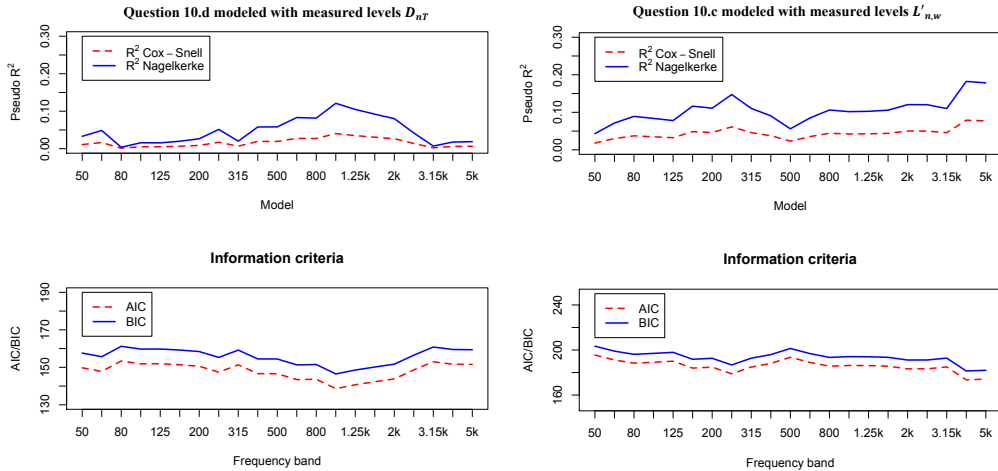 Question 10.d modeled with measured levels D_{nT}
Pseudo R²
0.30
0.20
0.10
0.00
R² Cox – Snell
R² Nagelkerke
50 80 125 200 315 500 800 1.25k 2k 3.15k 5k
Model
Question 10.c modeled with measured levels L'_{n,w}
Pseudo R²
0.30
0.20
0.10
0.00
R² Cox – Snell
R² Nagelkerke
50 80 125 200 315 500 800 1.25k 2k 3.15k 5k
Model
Information criteria
AIC/BIC
190
170
150
130
AIC
BIC
50 80 125 200 315 500 800 1.25k 2k 3.15k 5k
Frequency band
Information criteria
AIC/BIC
240
200
160
AIC
BIC
50 80 125 200 315 500 800 1.25k 2k 3.15k 5k
Frequency band